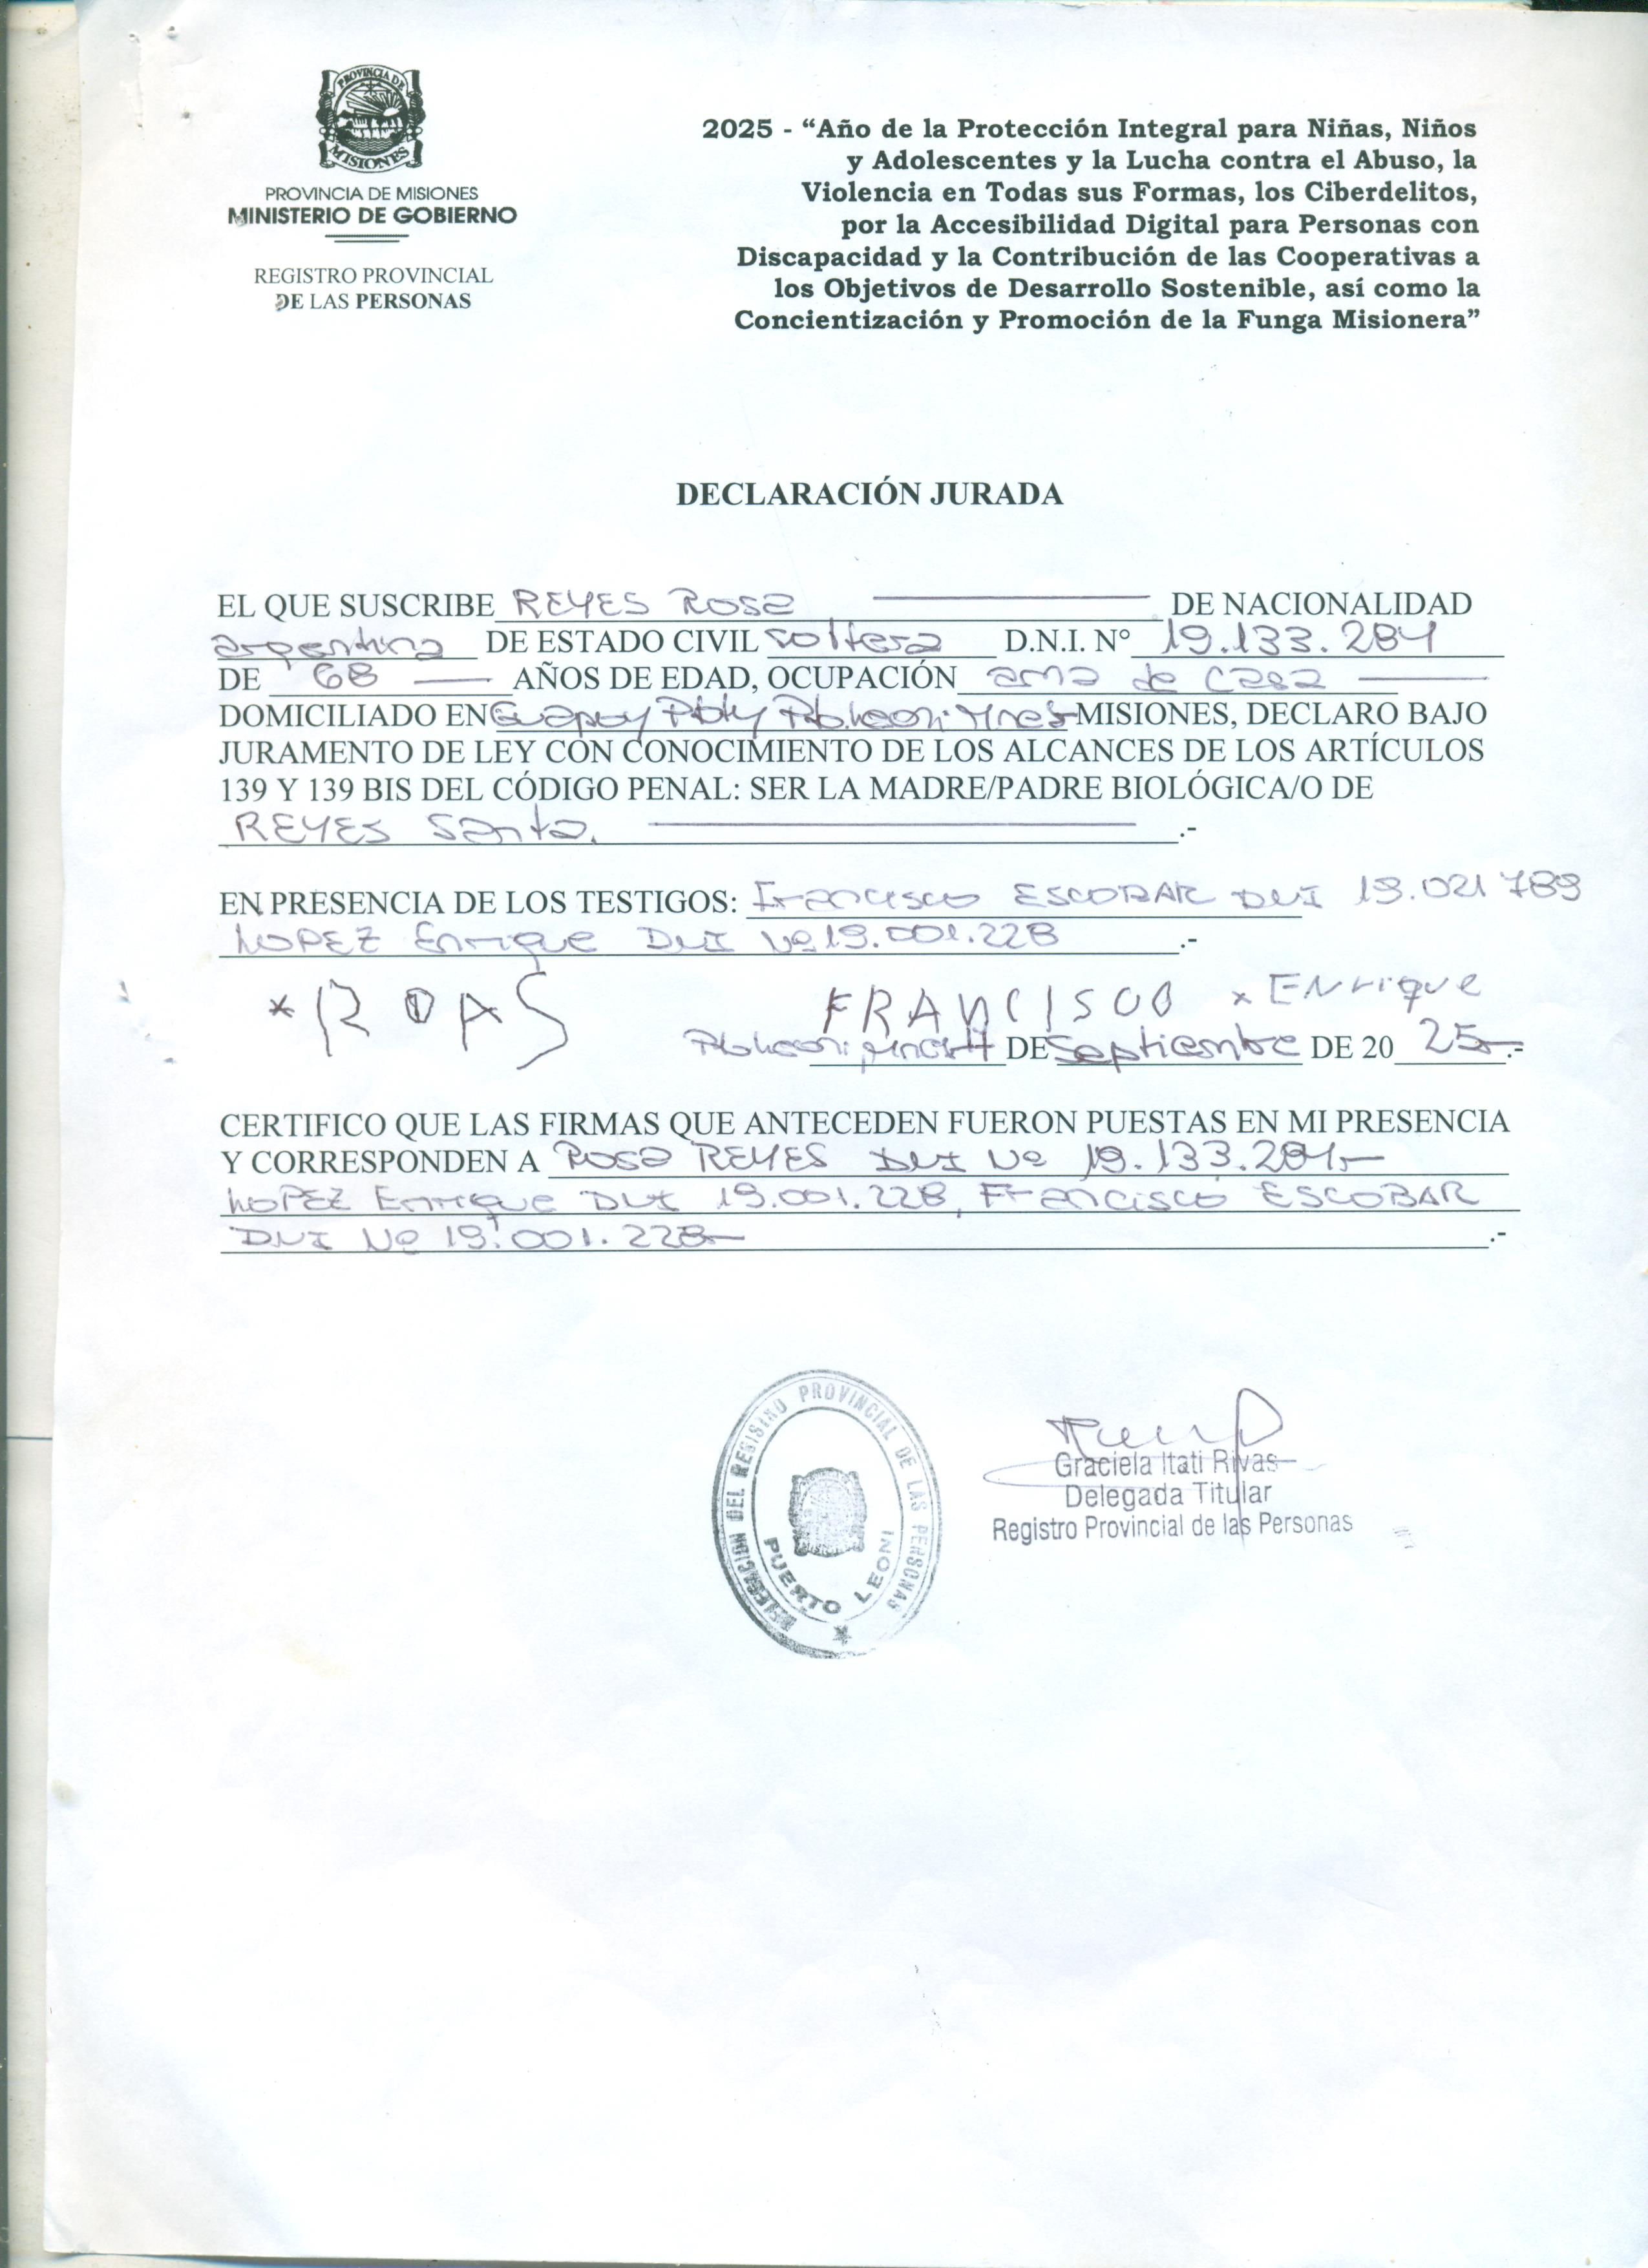 PROVINCIA DE
MISIONES
PROVINCIA DE MISIONES
MINISTERIO DE GOBIERNO
REGISTRO PROVINCIAL
DE LAS PERSONAS
2025 - “Año de la Protección Integral para Niñas, Niños
y Adolescentes y la Lucha contra el Abuso, la
Violencia en Todas sus Formas, los Ciberdelitos,
por la Accesibilidad Digital para Personas con
Discapacidad y la Contribución de las Cooperativas a
los Objetivos de Desarrollo Sostenible, así como la
Concientización y Promoción de la Funga Misionera”
DECLARACIÓN JURADA
EL QUE SUSCRIBE REYES Rosa DE NACIONALIDAD
argentina DE ESTADO CIVIL soltera D.N.I. N° 19.133.284
DE 68 AÑOS DE EDAD, OCUPACIÓN ama de casa
DOMICILIADO EN MISIONES, DECLARO BAJO
JURAMENTO DE LEY CON CONOCIMIENTO DE LOS ALCANCES DE LOS ARTÍCULOS
139 Y 139 BIS DEL CÓDIGO PENAL: SER LA MADRE/PADRE BIOLÓGICA/O DE
REYES Santa. .-
EN PRESENCIA DE LOS TESTIGOS: Francisco ESCOBAR DNI 19.021 789
LOPEZ Enrique DNI Nº 19.001.228 .-
FRANCISCO x Enrique
DE Septiembre DE 20 25 .-
CERTIFICO QUE LAS FIRMAS QUE ANTECEDEN FUERON PUESTAS EN MI PRESENCIA
Y CORRESPONDEN A Rosa REYES DNI Nº 19.133.284.-
LOPEZ Enrique DNI 19.001.228, Francisco ESCOBAR
DNI Nº 19.001.228 .-
DEL REGISTRO PROVINCIAL DE LAS PERSONAS
PUERTO LEONI
Graciela Itati Rivas
Delegada Titular
Registro Provincial de las Personas